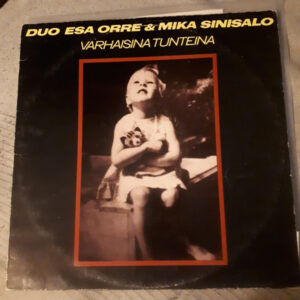 DUO ESA ORRE & MIKA SINISALO
VARHAISINA TUNTEINA